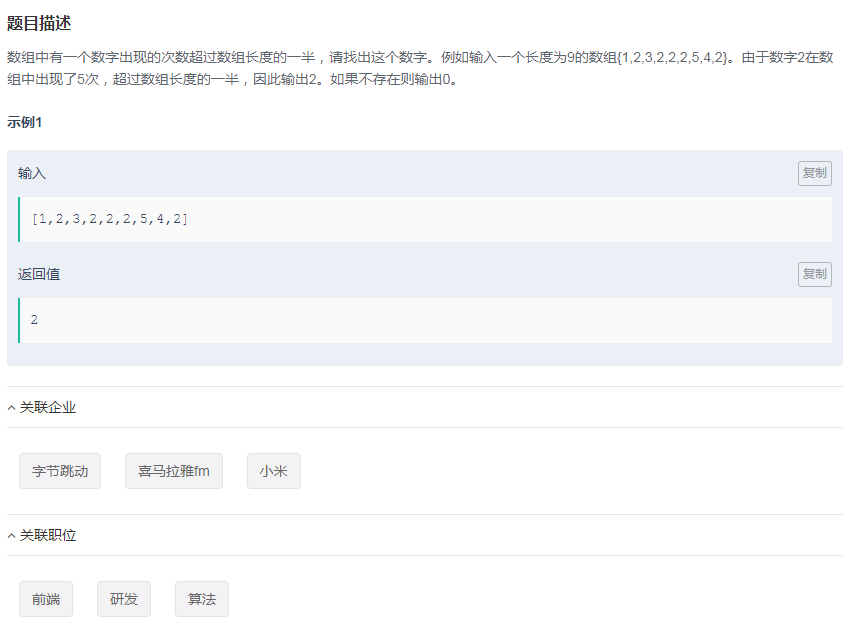 题目描述
数组中有一个数字出现的次数超过数组长度的一半，请找出这个数字。例如输入一个长度为9的数组{1,2,3,2,2,2,5,4,2}。由于数字2在数
组中出现了5次，超过数组长度的一半，因此输出2。如果不存在则输出0。
示例1
输入
复制
[1,2,3,2,2,2,5,4,2]
返回值
复制
2
关联企业
字节跳动
喜马拉雅fm
小米
关联职位
前端
研发
算法